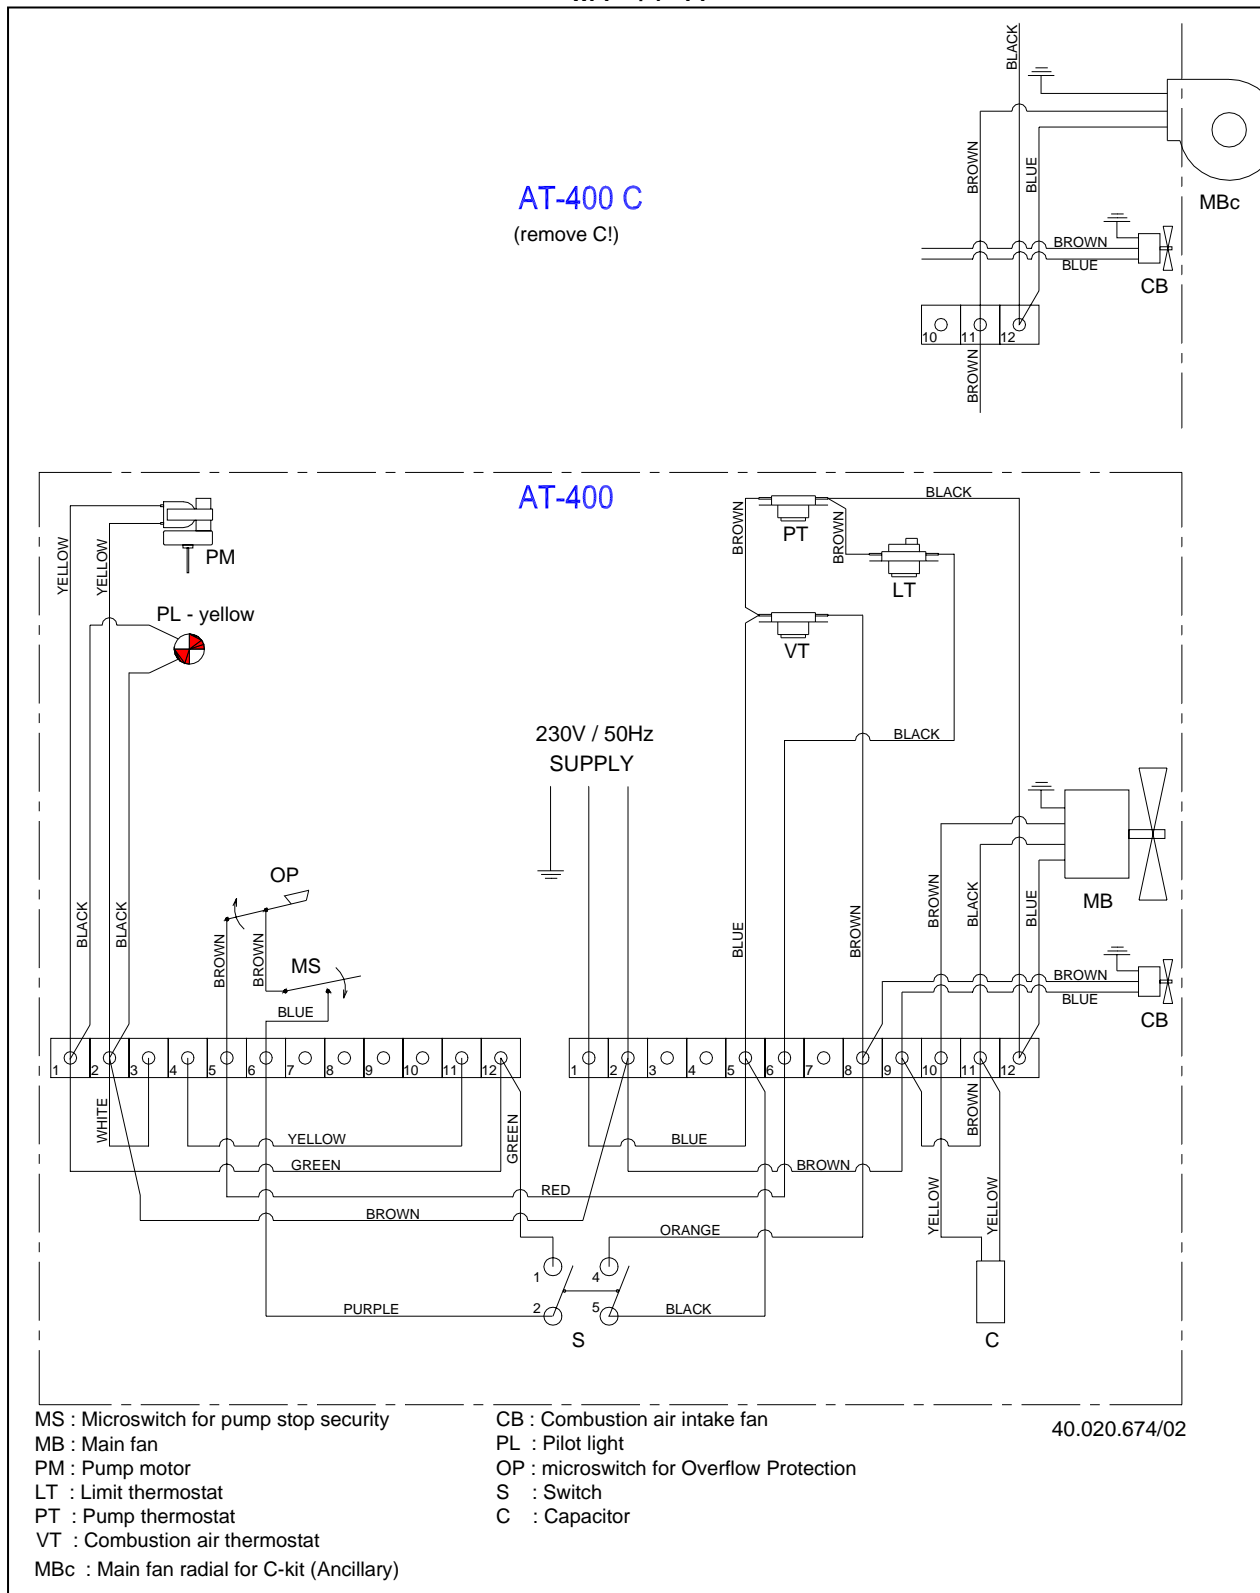 BLACK
BROWN
BLUE
MBc
AT-400 C
(remove C!)
BROWN
BLUE
CB
10 11 12
BROWN
AT-400
BLACK
YELLOW
YELLOW
PM
BROWN
PT
BROWN
LT
PL - yellow
VT
230V / 50Hz
SUPPLY
BLACK
OP
MB
BLACK
BLACK
BROWN
BROWN
MS
BLUE
BLUE
BROWN
BROWN
BLACK
BLUE
BROWN
BLUE
CB
1 2 3 4 5 6 7 8 9 10 11 12
1 2 3 4 5 6 7 8 9 10 11 12
WHITE
YELLOW
GREEN
GREEN
BLUE
BROWN
BROWN
RED
BROWN
ORANGE
YELLOW
YELLOW
1
4
2
5
PURPLE
BLACK
S
C
MS : Microswitch for pump stop security
MB : Main fan
PM : Pump motor
LT : Limit thermostat
PT : Pump thermostat
VT : Combustion air thermostat
MBc : Main fan radial for C-kit (Ancillary)
CB : Combustion air intake fan
PL : Pilot light
OP : microswitch for Overflow Protection
S : Switch
C : Capacitor
40.020.674/02